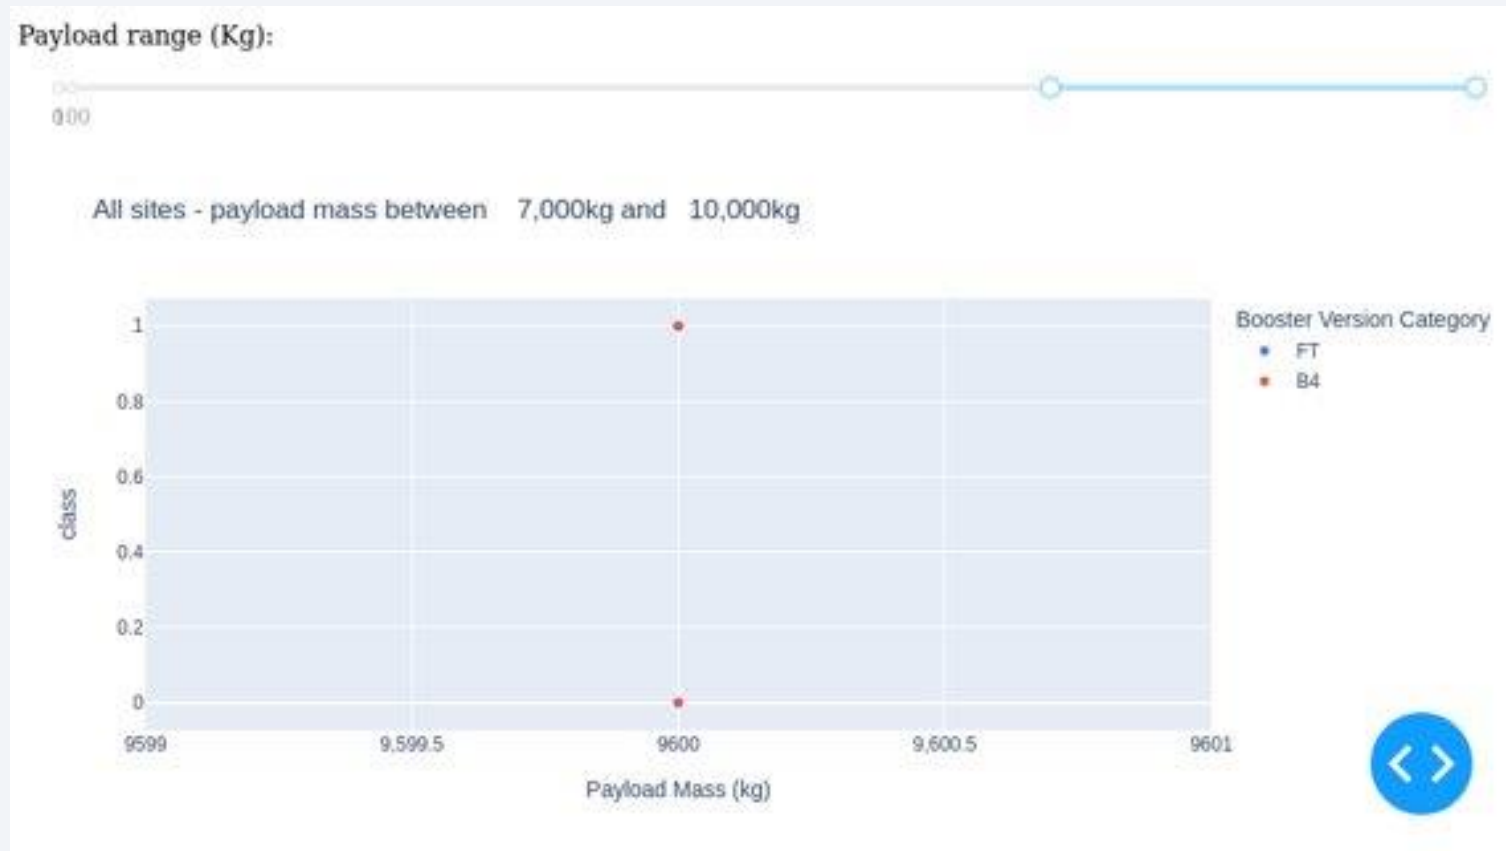 Payload range (Kg):
All sites - payload mass between 7,000kg and 10,000kg
Booster Version Category
FT
B4
1
0.8
0.6
0.4
0.2
0
class
9599 9,599.5 9600 9,600.5 9601
Payload Mass (kg)